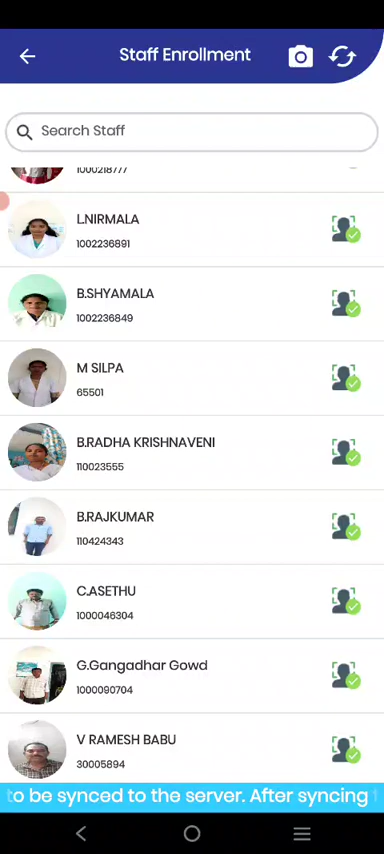 Staff Enrollment
Search Staff
1000218777
L.NIRMALA
1002236891
B.SHYAMALA
1002236849
M SILPA
65501
B.RADHA KRISHNAVENI
110023555
B.RAJKUMAR
110424343
C.ASETHU
1000046304
G.Gangadhar Gowd
1000090704
V RAMESH BABU
30005894
to be synced to the server. After syncing